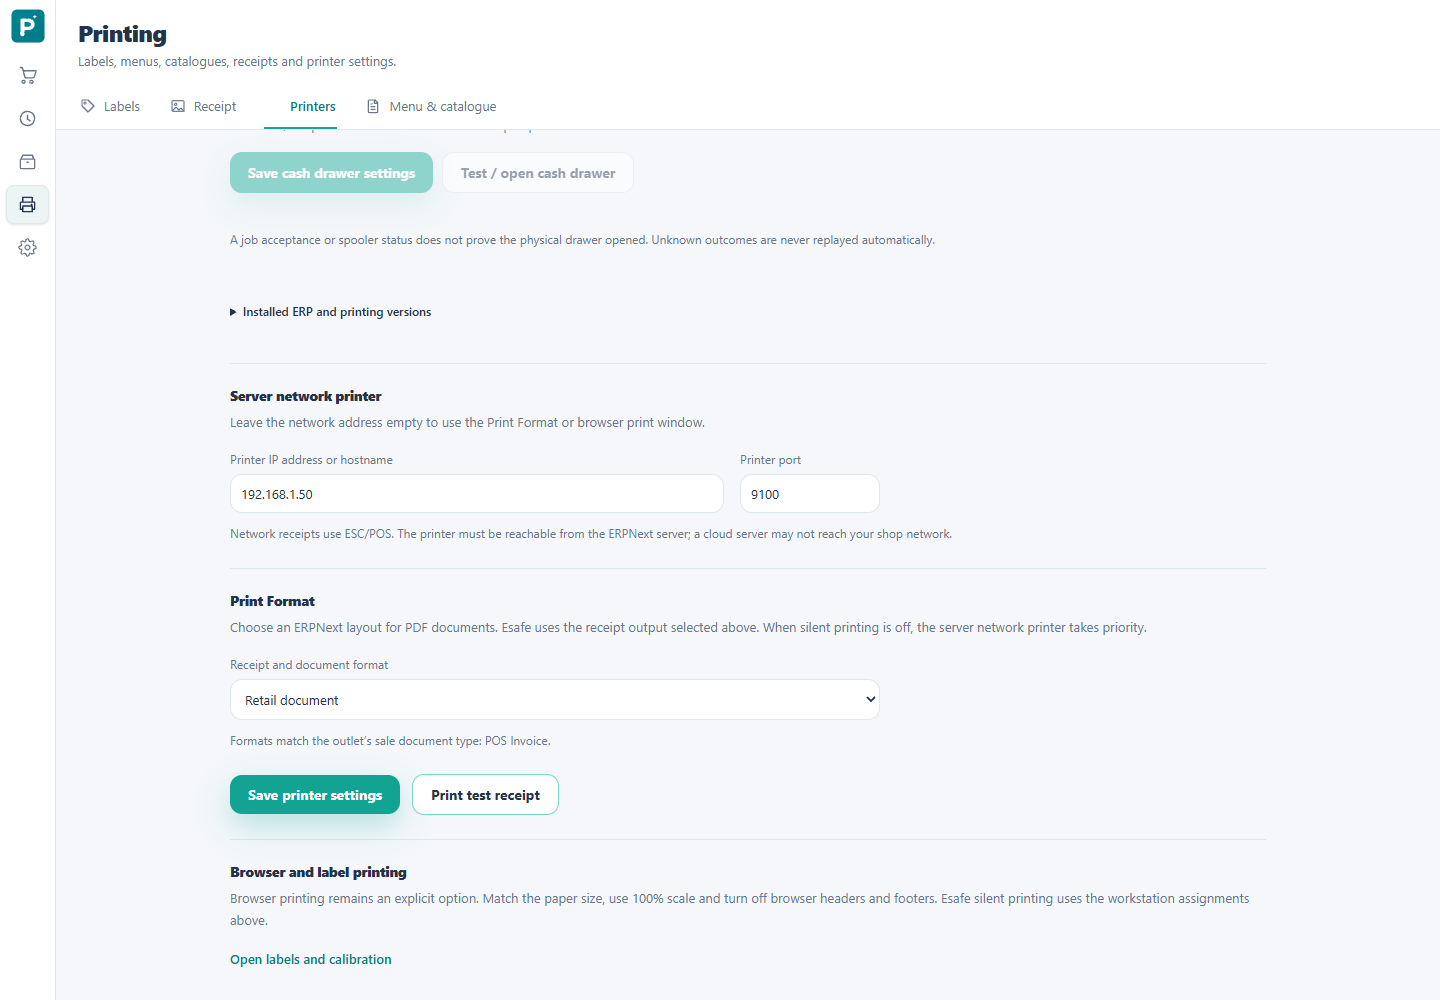 P
Printing
Labels, menus, catalogues, receipts and printer settings.
Labels
Receipt
Printers
Menu & catalogue
Save cash drawer settings
Test / open cash drawer
A job acceptance or spooler status does not prove the physical drawer opened. Unknown outcomes are never replayed automatically.
Installed ERP and printing versions
Server network printer
Leave the network address empty to use the Print Format or browser print window.
Printer IP address or hostname
Printer port
192.168.1.50
9100
Network receipts use ESC/POS. The printer must be reachable from the ERPNext server; a cloud server may not reach your shop network.
Print Format
Choose an ERPNext layout for PDF documents. Esafe uses the receipt output selected above. When silent printing is off, the server network printer takes priority.
Receipt and document format
Retail document
Formats match the outlet’s sale document type: POS Invoice.
Save printer settings
Print test receipt
Browser and label printing
Browser printing remains an explicit option. Match the paper size, use 100% scale and turn off browser headers and footers. Esafe silent printing uses the workstation assignments
above.
Open labels and calibration